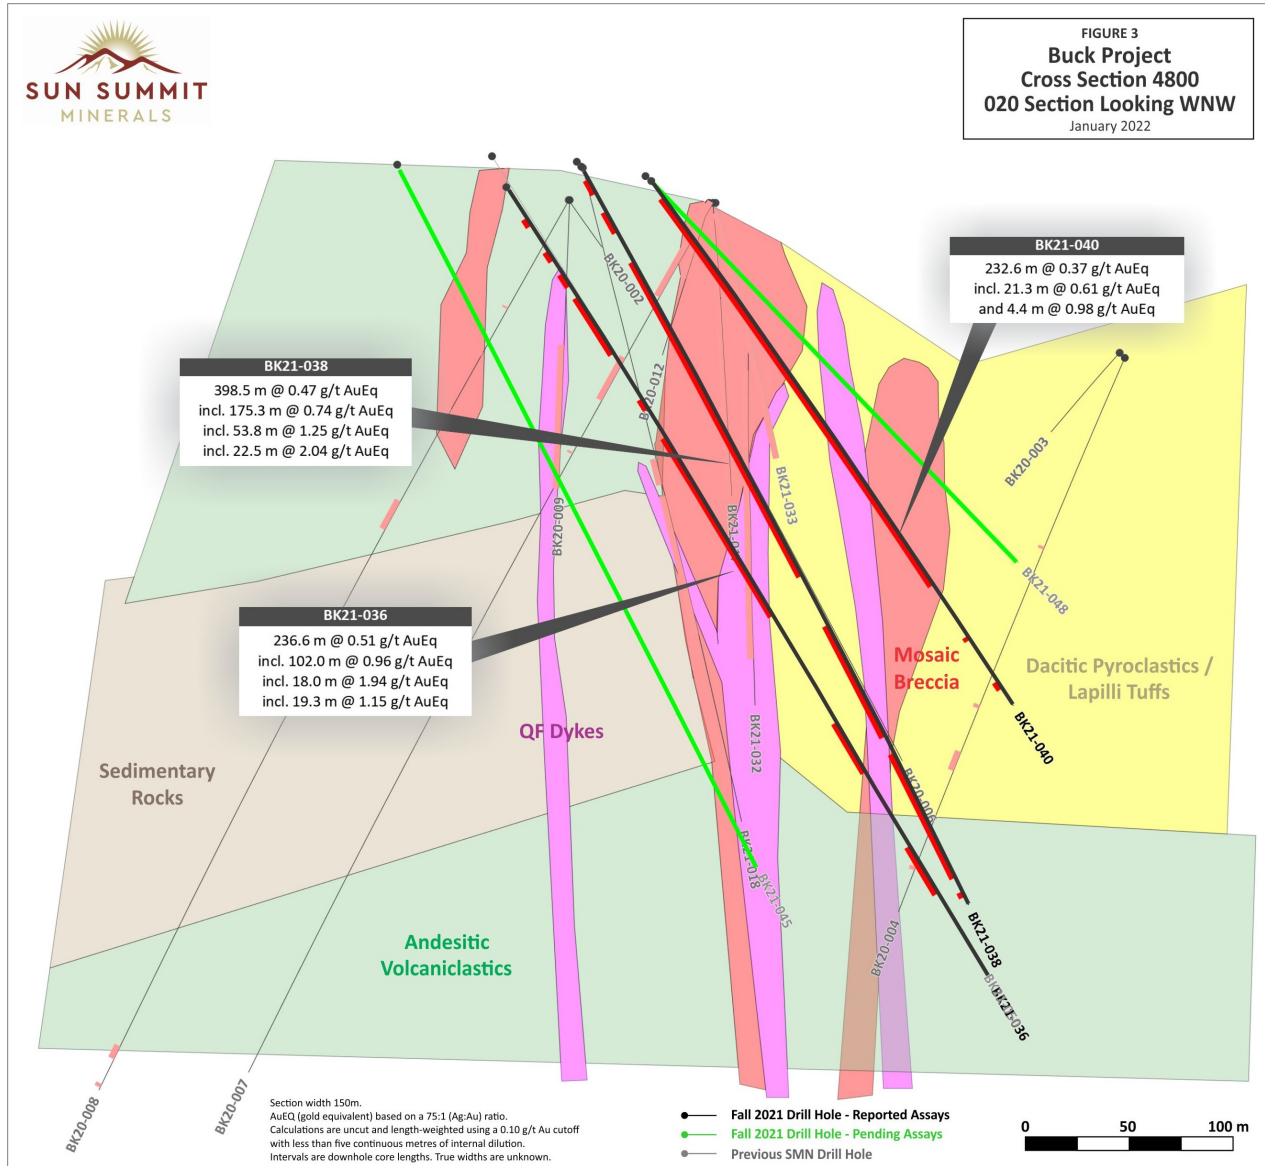 SUN SUMMIT
MINERALS
FIGURE 3
Buck Project
Cross Section 4800
020 Section Looking WNW
January 2022
BK21-040
232.6 m @ 0.37 g/t AuEq
incl. 21.3 m @ 0.61 g/t AuEq
and 4.4 m @ 0.98 g/t AuEq
BK20-002
BK21-038
398.5 m @ 0.47 g/t AuEq
incl. 175.3 m @ 0.74 g/t AuEq
incl. 53.8 m @ 1.25 g/t AuEq
incl. 22.5 m @ 2.04 g/t AuEq
BK20-012
BK20-003
BK21-033
BK20-009
BK21-048
BK21-036
236.6 m @ 0.51 g/t AuEq
incl. 102.0 m @ 0.96 g/t AuEq
incl. 18.0 m @ 1.94 g/t AuEq
incl. 19.3 m @ 1.15 g/t AuEq
Mosaic
Breccia
Dacitic Pyroclastics /
Lapilli Tuffs
QF Dykes
BK21-032
BK21-040
Sedimentary
Rocks
BK20-006
BK21-018
BK21-045
Andesitic
Volcaniclastics
BK20-004
BK21-038
BK21-036
BK20-008
BK20-007
Section width 150m.
AuEQ (gold equivalent) based on a 75:1 (Ag:Au) ratio.
Calculations are uncut and length-weighted using a 0.10 g/t Au cutoff
with less than five continuous metres of internal dilution.
Intervals are downhole core lengths. True widths are unknown.
Fall 2021 Drill Hole - Reported Assays
Fall 2021 Drill Hole - Pending Assays
Previous SMN Drill Hole
0 50 100 m